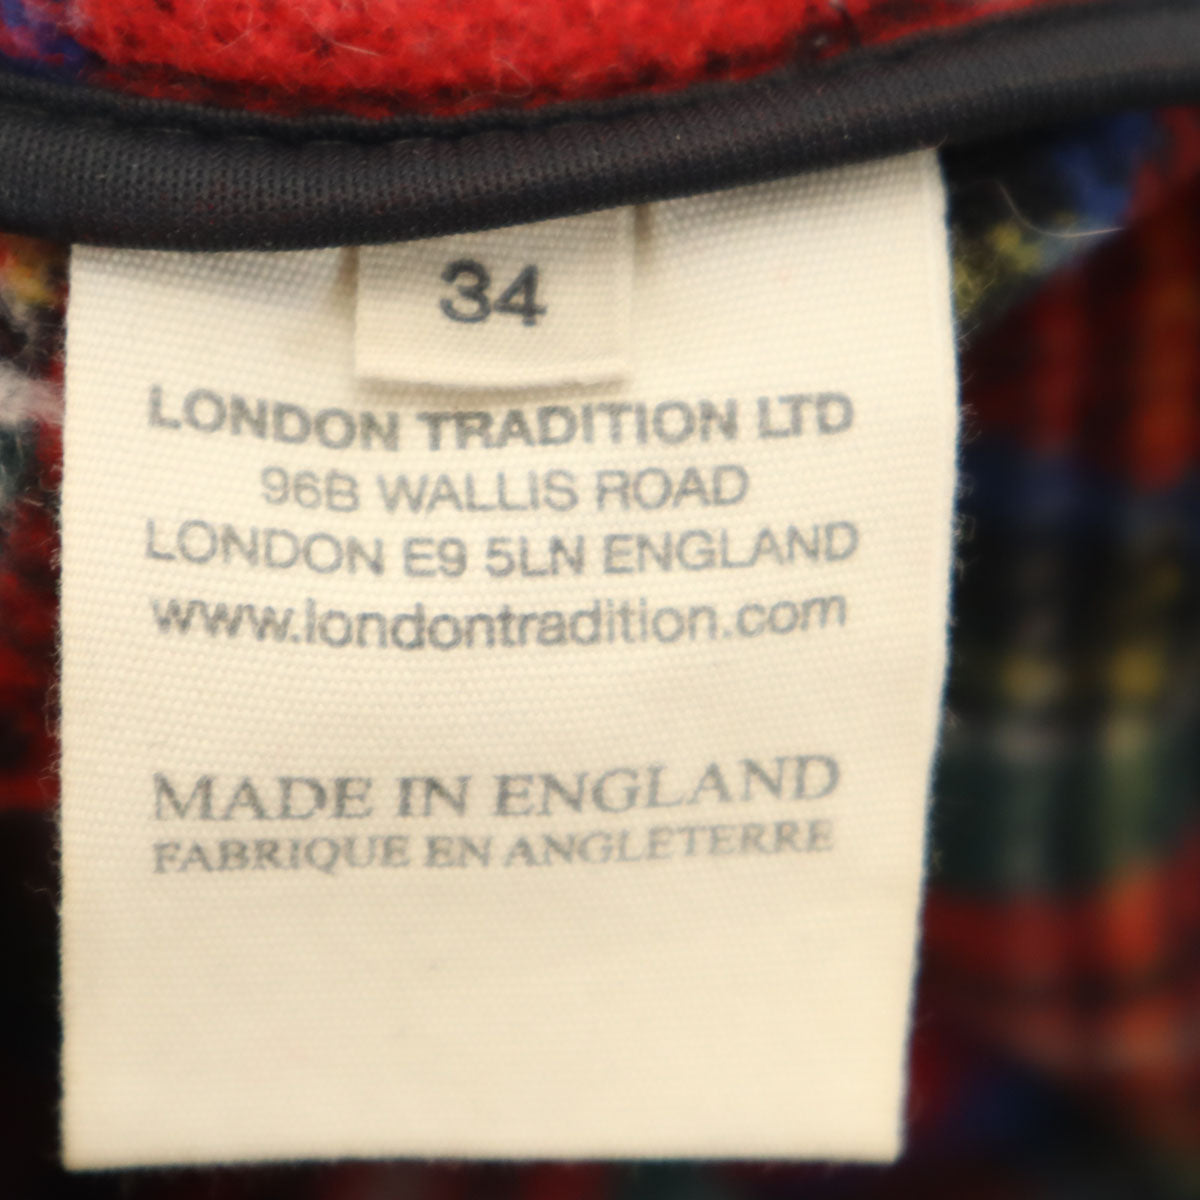 34
LONDON TRADITION LTD
96B WALLIS ROAD
LONDON E9 5LN ENGLAND
www.londontradition.com
MADE IN ENGLAND
FABRIQUE EN ANGLETERRE